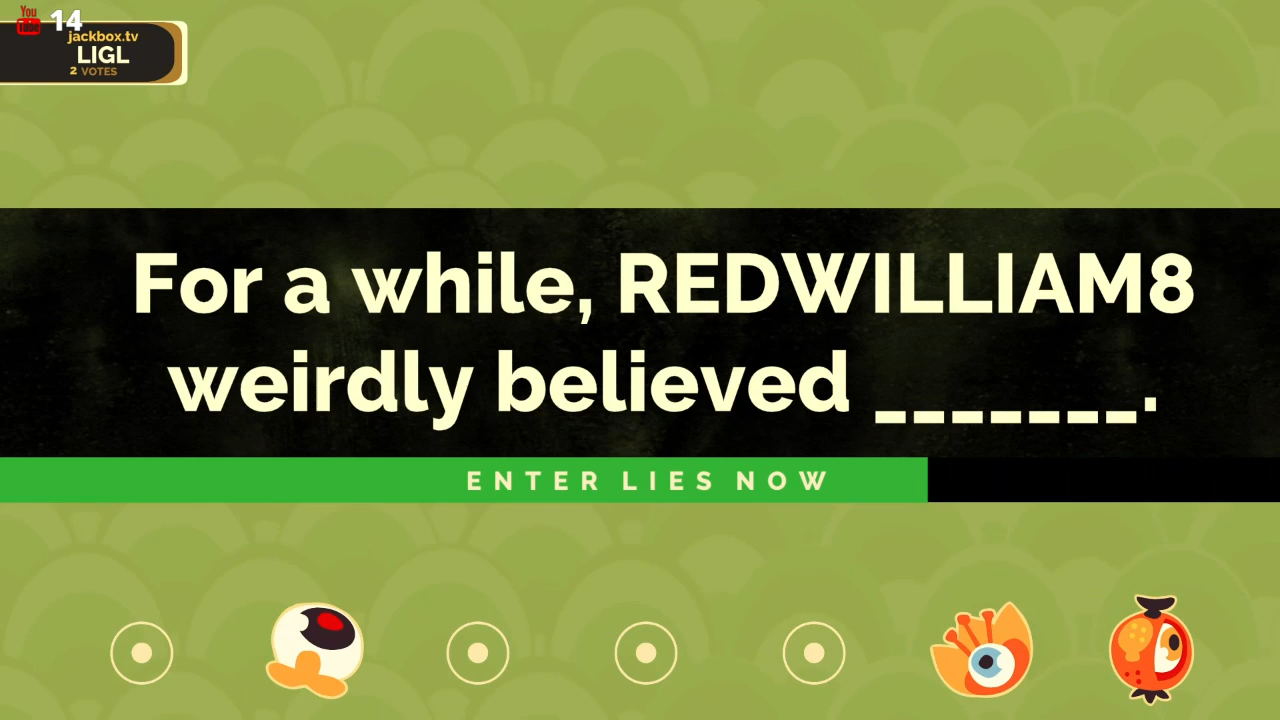 You
Tube
14
jackbox.tv
LIGL
2 VOTES
For a while, REDWILLIAM8
weirdly believed _______.
ENTER LIES NOW